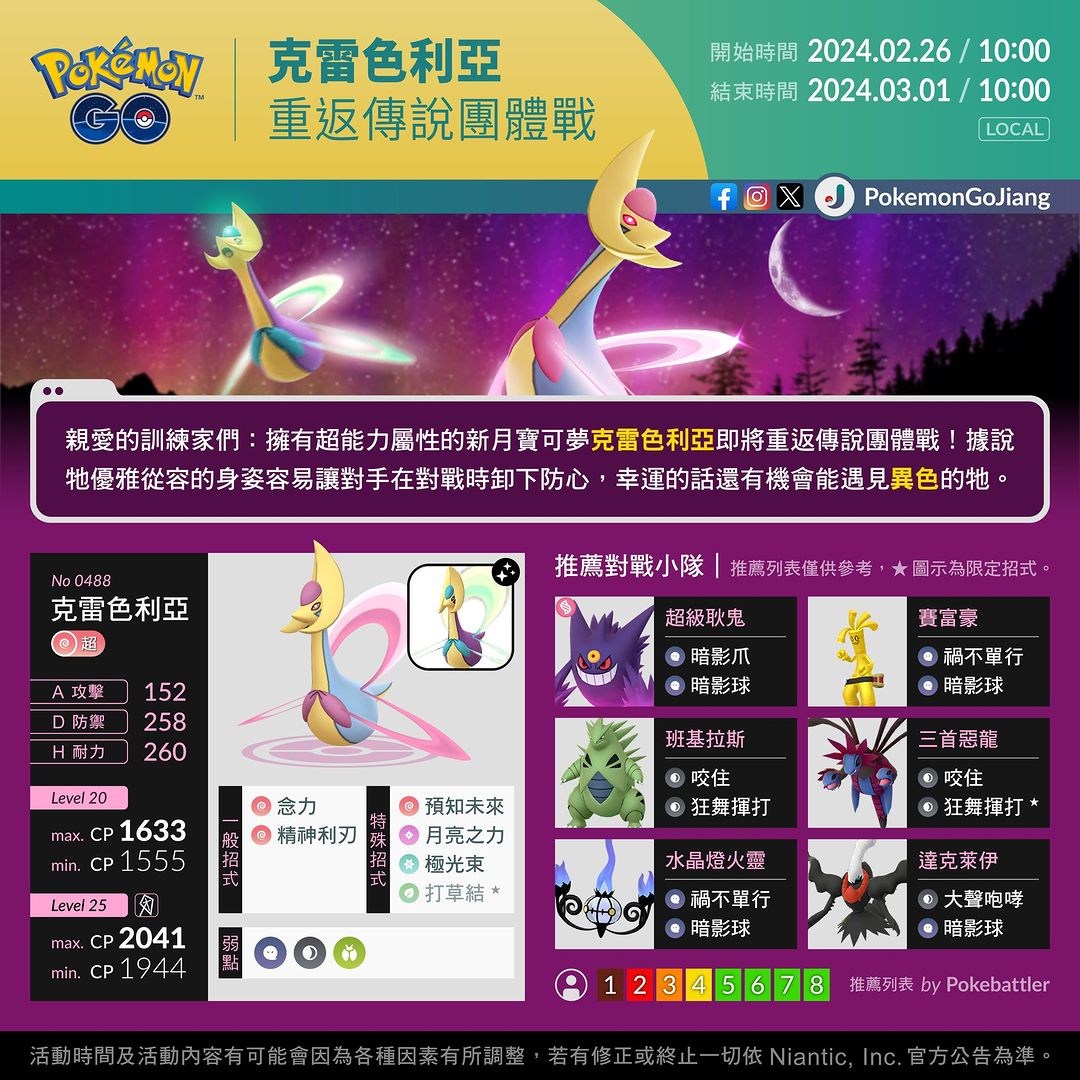 POKÉMON GO
TM
克雷色利亞
重返傳說團體戰
開始時間 2024.02.26 / 10:00
結束時間 2024.03.01 / 10:00
LOCAL
PokemonGoJiang
親愛的訓練家們：擁有超能力屬性的新月寶可夢克雷色利亞即將重返傳說團體戰！據說
牠優雅從容的身姿容易讓對手在對戰時卸下防心，幸運的話還有機會能遇見異色的牠。
No 0488
克雷色利亞
超
A 攻擊 152
D 防禦 258
H 耐力 260
Level 20
max. CP 1633
min. CP 1555
Level 25
max. CP 2041
min. CP 1944
一般招式
念力
精神利刃
特殊招式
預知未來
月亮之力
極光束
打草結 ★
弱點
推薦對戰小隊｜推薦列表僅供參考，★ 圖示為限定招式。
超級耿鬼
暗影爪
暗影球
賽富豪
禍不單行
暗影球
班基拉斯
咬住
狂舞揮打
三首惡龍
咬住
狂舞揮打 ★
水晶燈火靈
禍不單行
暗影球
達克萊伊
大聲咆哮
暗影球
1 2 3 4 5 6 7 8
推薦列表 by Pokebattler
活動時間及活動內容有可能會因為各種因素有所調整，若有修正或終止一切依 Niantic, Inc. 官方公告為準。